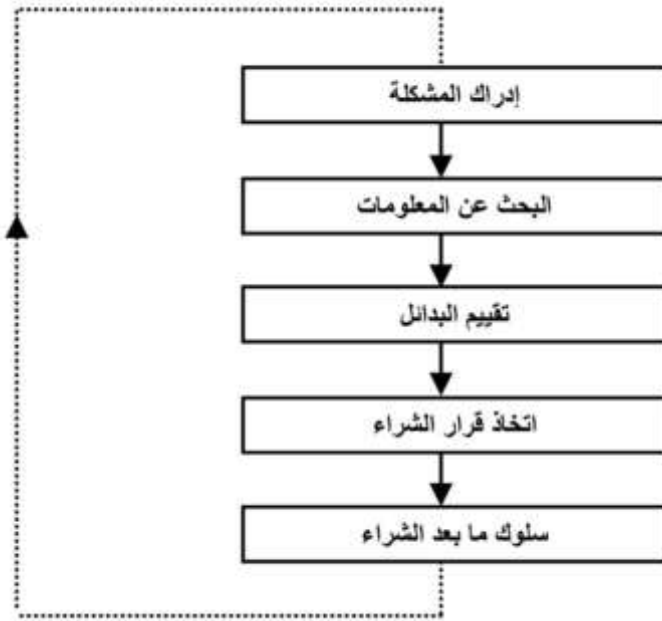 إدراك المشكلة
البحث عن المعلومات
تقييم البدائل
اتخاذ قرار الشراء
سلوك ما بعد الشراء